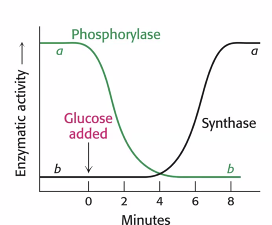 Phosphorylase
a
a
Enzymatic activity
Glucose
added
Synthase
b
b
0 2 4 6 8
Minutes